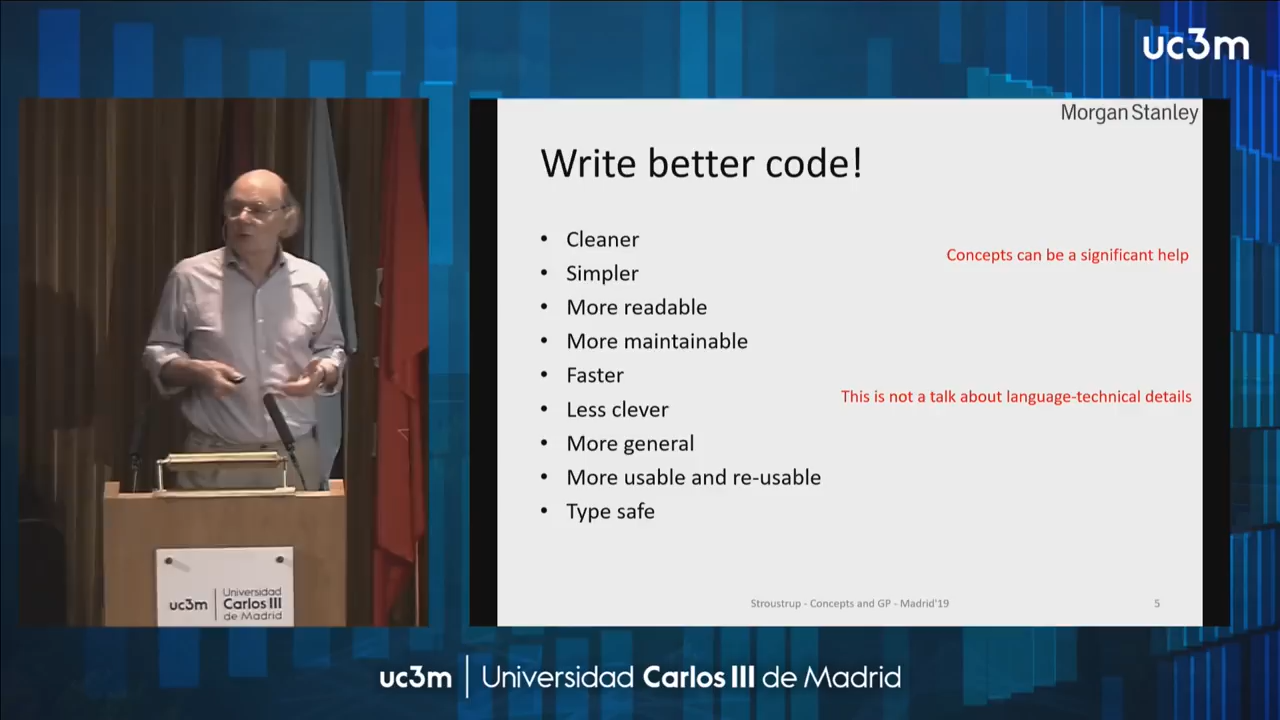 uc3m
Morgan Stanley
Write better code!
• Cleaner
• Simpler
• More readable
• More maintainable
• Faster
• Less clever
• More general
• More usable and re-usable
• Type safe
Concepts can be a significant help
This is not a talk about language-technical details
Stroustrup - Concepts and GP - Madrid'19
5
uc3m
Universidad
Carlos III
de Madrid
uc3m Universidad Carlos III de Madrid